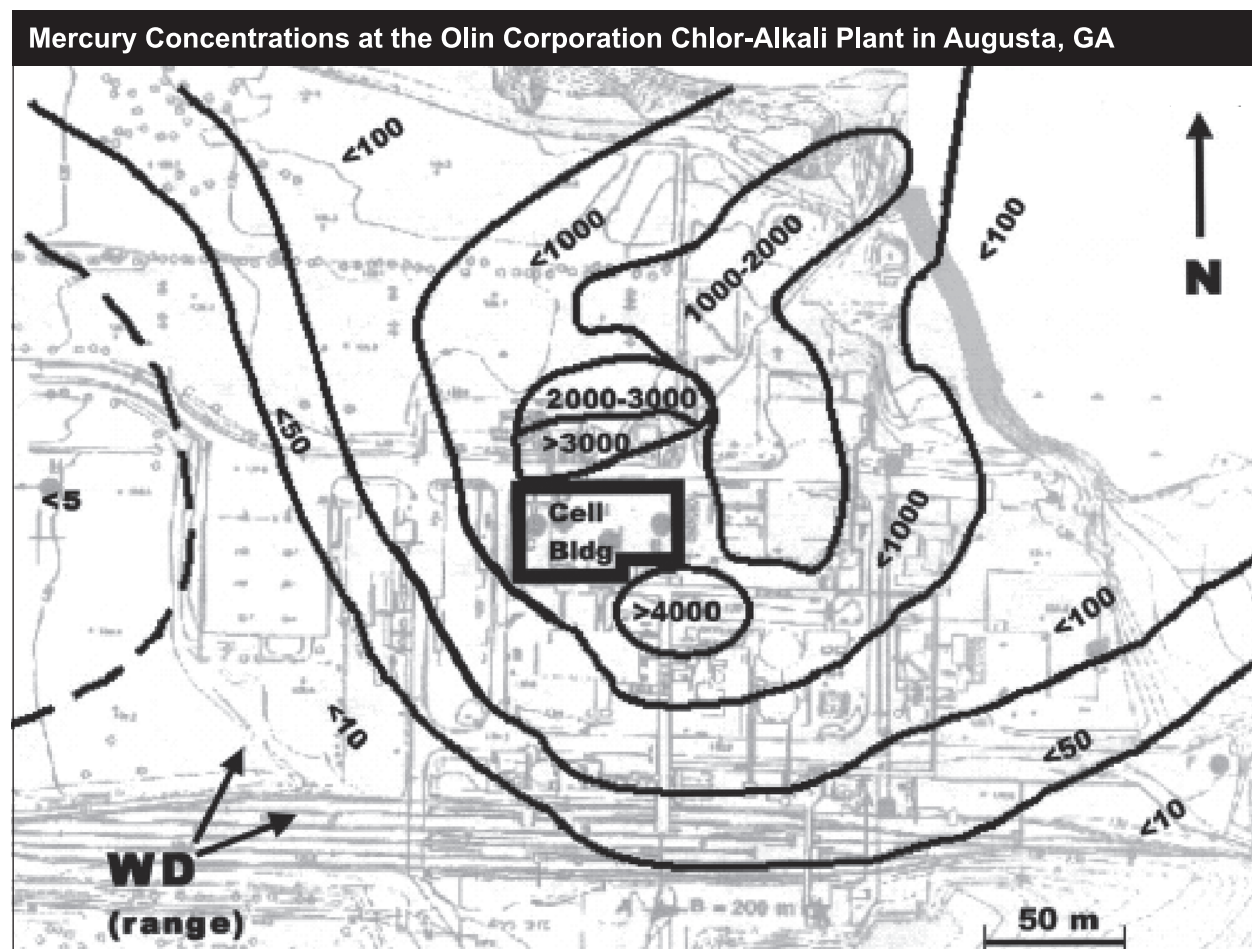 Mercury Concentrations at the Olin Corporation Chlor-Alkali Plant in Augusta, GA
<100
<1000
<100
1000-2000
N
2000-3000
>3000
<50
<5
Cell
Bldg
<1000
>4000
<100
<10
<50
<10
WD
(range)
B = 200 m
50 m